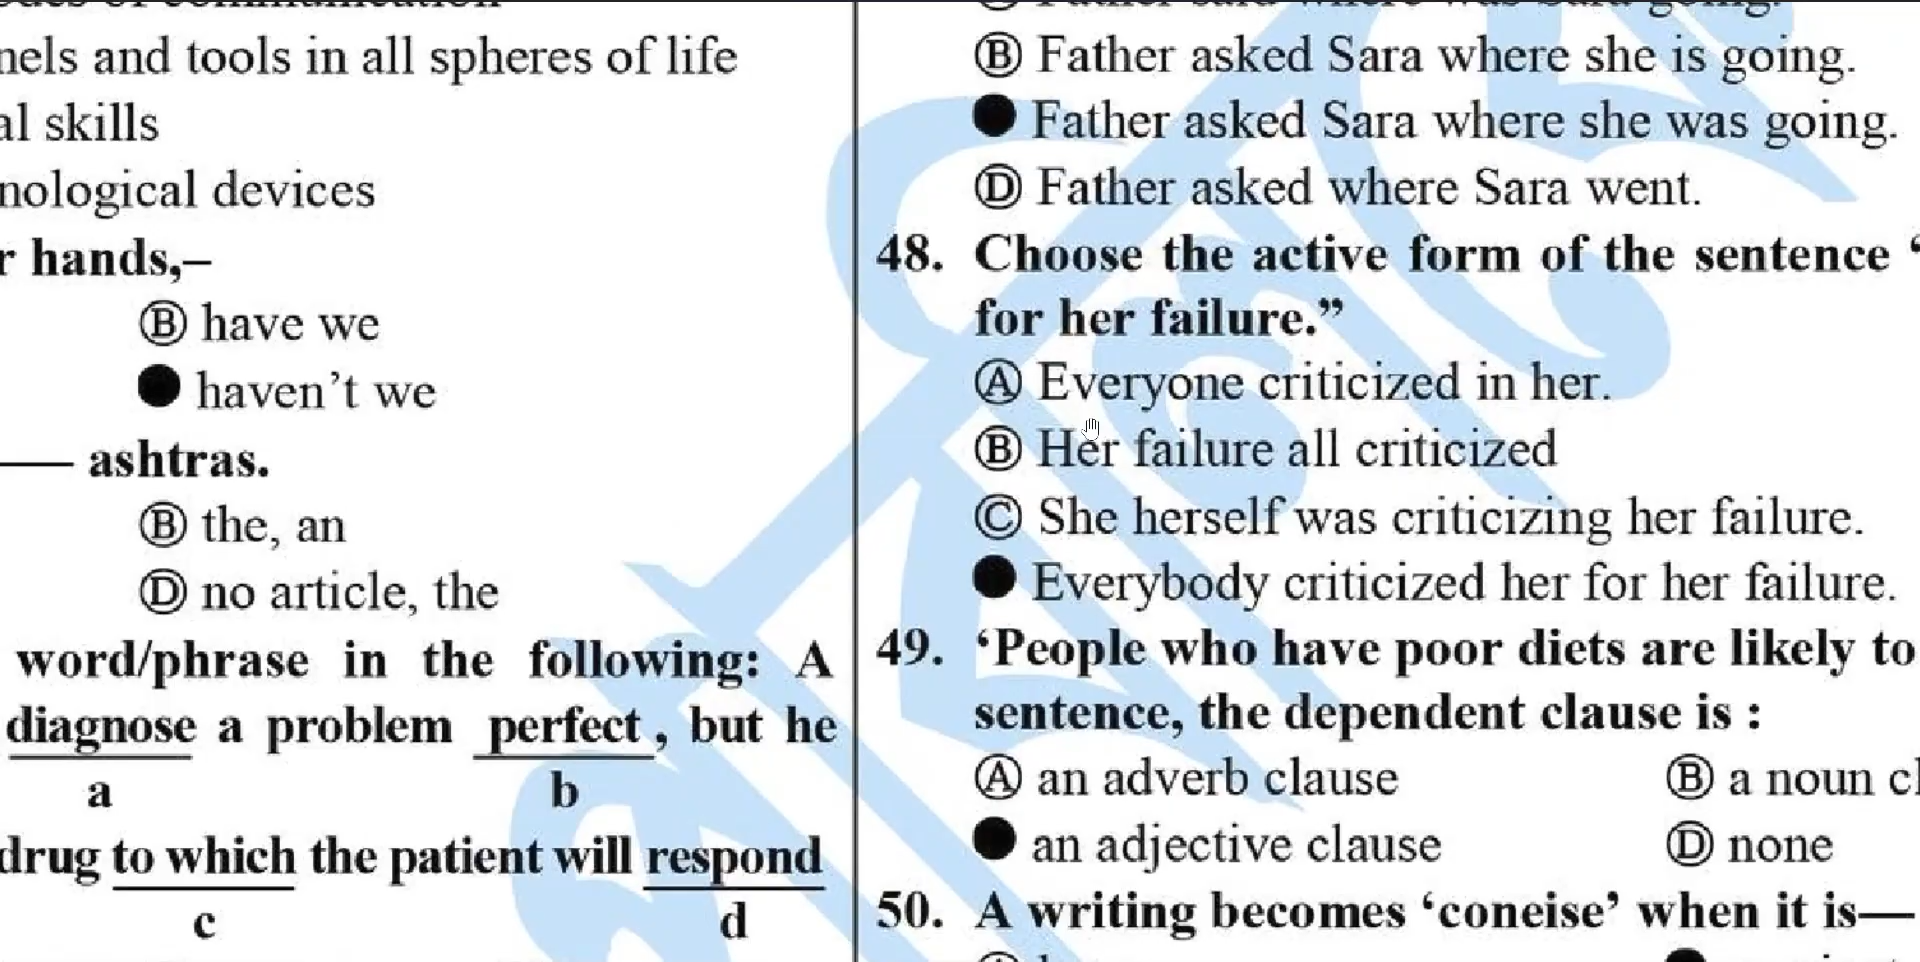 nels and tools in all spheres of life
al skills
nological devices
r hands,–
Ⓑ have we
● haven’t we
ashtras.
Ⓑ the, an
Ⓓ no article, the
word/phrase in the following: A
diagnose a problem perfect, but he
a b
drug to which the patient will respond
c d
Ⓑ Father asked Sara where she is going.
● Father asked Sara where she was going.
Ⓓ Father asked where Sara went.
48. Choose the active form of the sentence ‘
for her failure.”
Ⓐ Everyone criticized in her.
Ⓑ Her failure all criticized
Ⓒ She herself was criticizing her failure.
● Everybody criticized her for her failure.
49. ‘People who have poor diets are likely to
sentence, the dependent clause is :
Ⓐ an adverb clause Ⓑ a noun cl
● an adjective clause Ⓓ none
50. A writing becomes ‘coneise’ when it is—